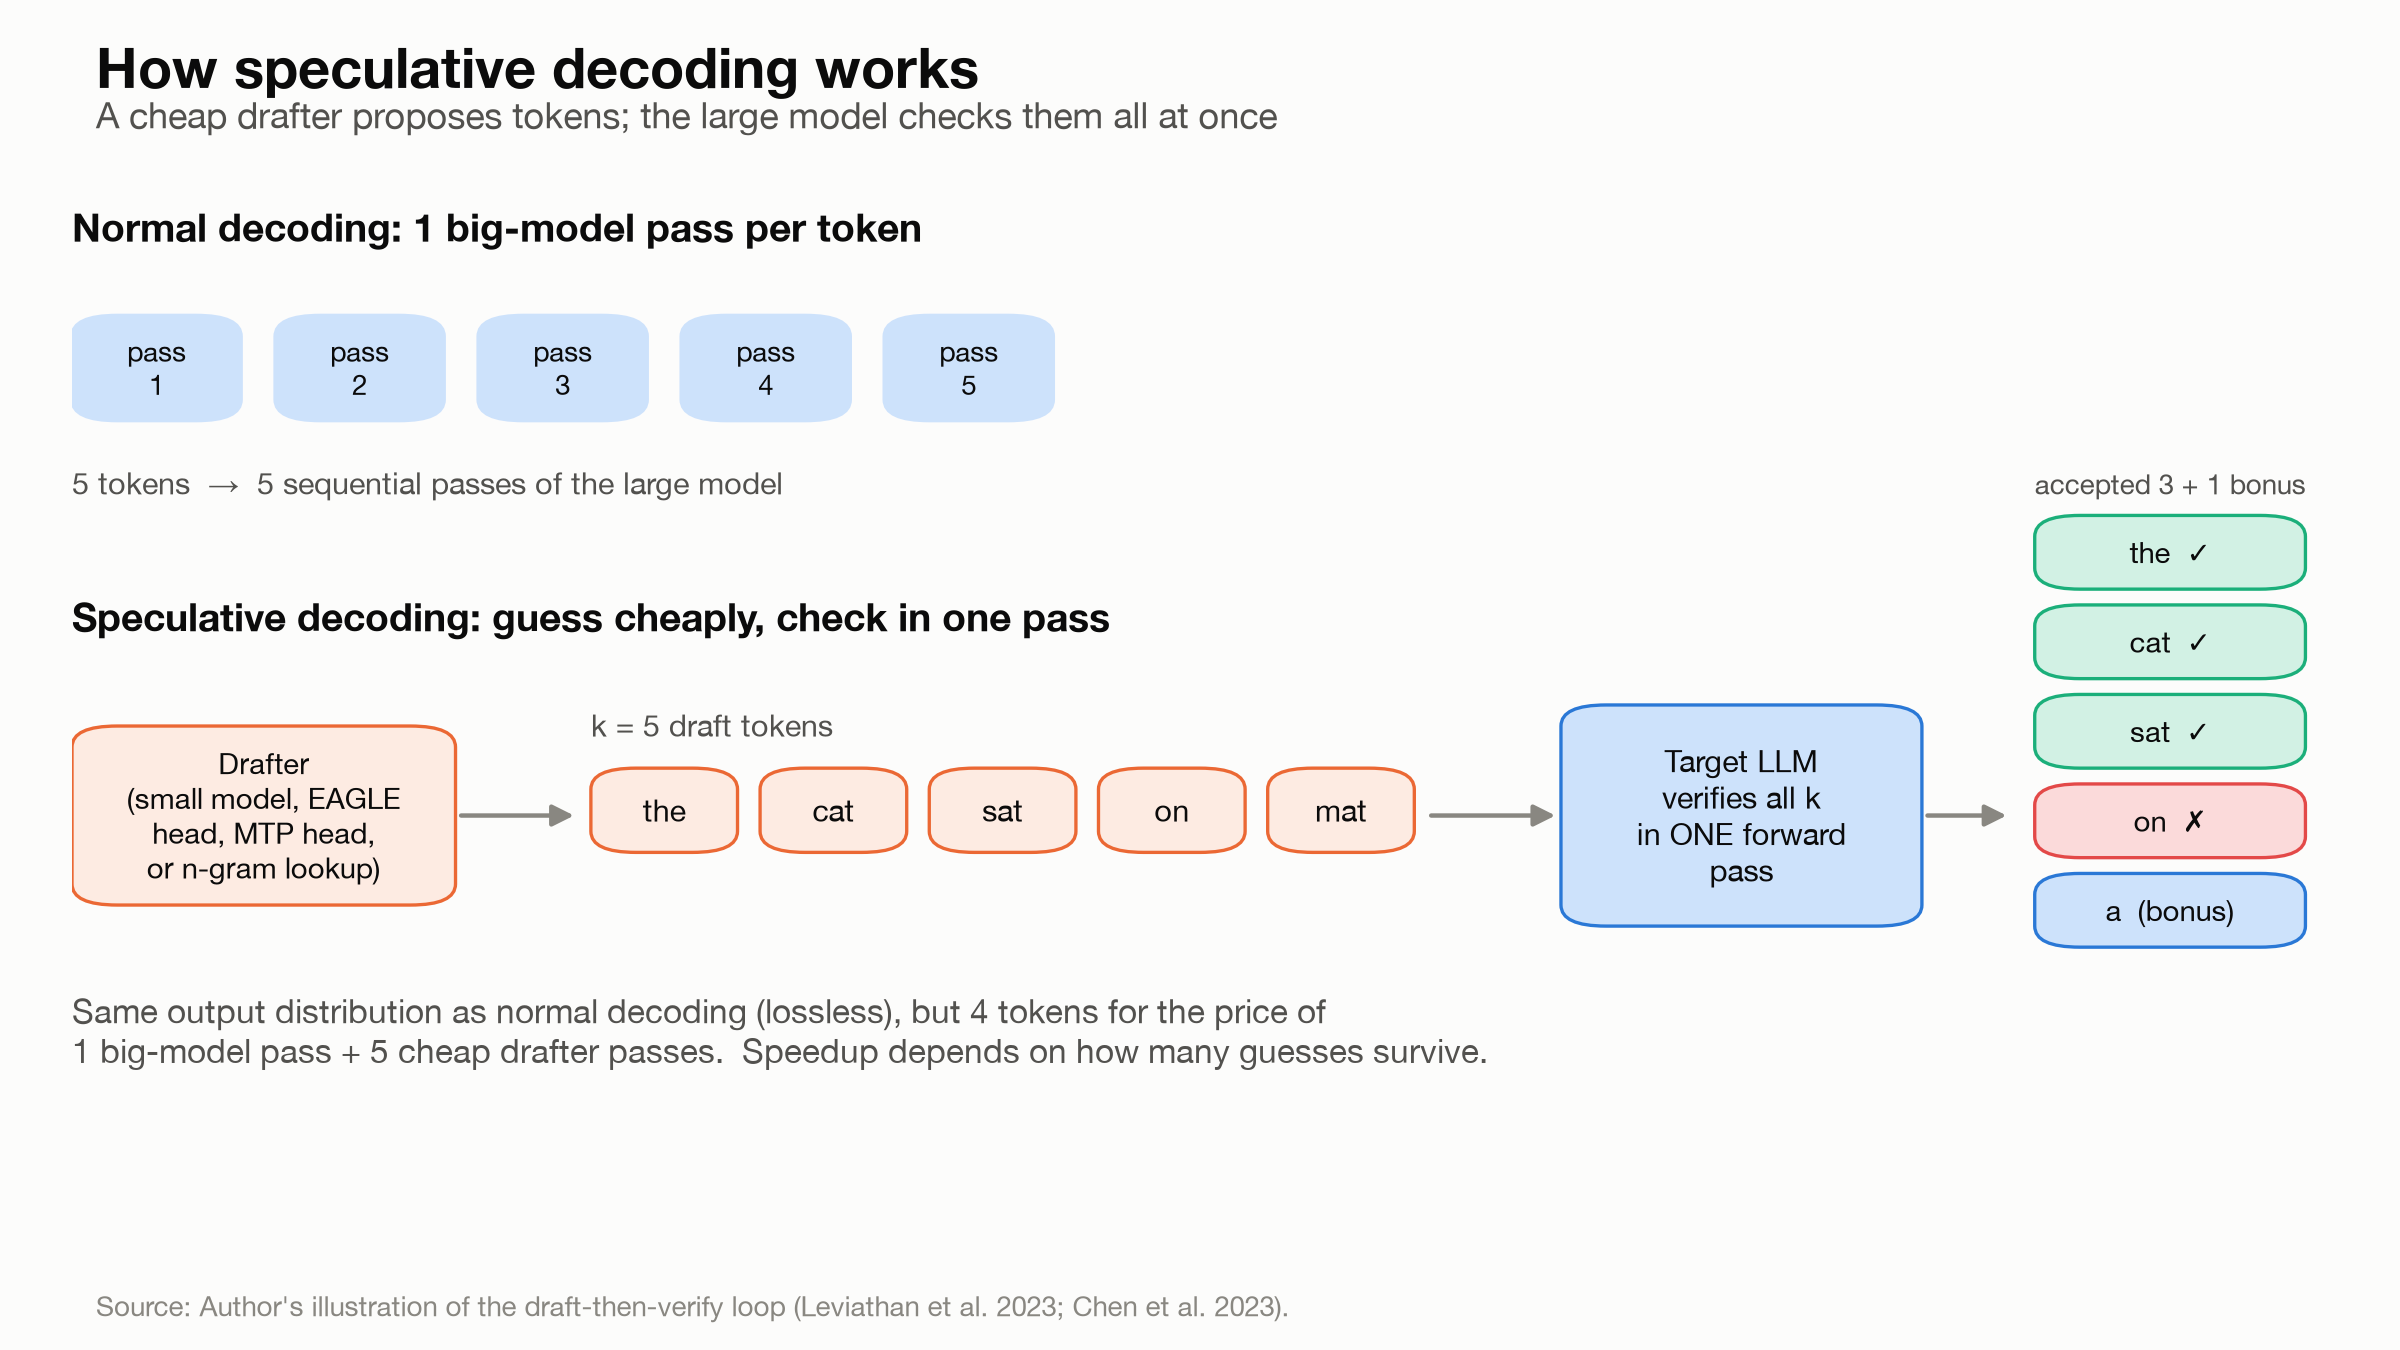 How speculative decoding works
A cheap drafter proposes tokens; the large model checks them all at once
Normal decoding: 1 big-model pass per token
pass
1
pass
2
pass
3
pass
4
pass
5
5 tokens → 5 sequential passes of the large model
Speculative decoding: guess cheaply, check in one pass
Drafter
(small model, EAGLE
head, MTP head,
or n-gram lookup)
k = 5 draft tokens
the
cat
sat
on
mat
Target LLM
verifies all k
in ONE forward
pass
accepted 3 + 1 bonus
the ✓
cat ✓
sat ✓
on ✗
a (bonus)
Same output distribution as normal decoding (lossless), but 4 tokens for the price of
1 big-model pass + 5 cheap drafter passes. Speedup depends on how many guesses survive.
Source: Author's illustration of the draft-then-verify loop (Leviathan et al. 2023; Chen et al. 2023).